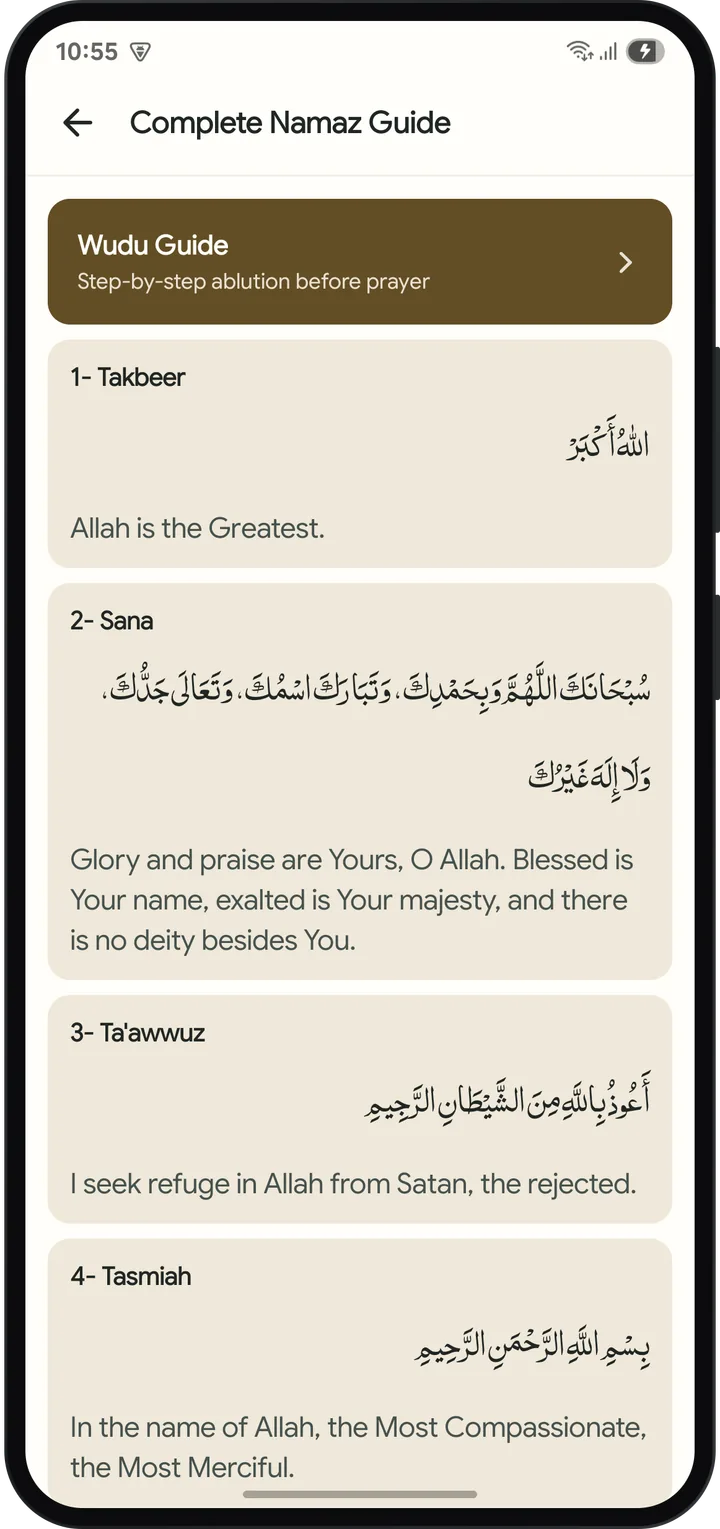 10:55
Complete Namaz Guide
Wudu Guide
Step-by-step ablution before prayer
1- Takbeer
اللهُ أَكْبَرْ
Allah is the Greatest.
2- Sana
سُبْحَانَكَ اللَّهُمَّ وَبِحَمْدِكَ، وَتَبَارَكَ اسْمُكَ، وَتَعَالَى جَدُّكَ،
وَلَا إِلَهَ غَيْرُكَ
Glory and praise are Yours, O Allah. Blessed is
Your name, exalted is Your majesty, and there
is no deity besides You.
3- Ta'awwuz
أَعُوذُ بِاللَّهِ مِنَ الشَّيْطَانِ الرَّجِيمِ
I seek refuge in Allah from Satan, the rejected.
4- Tasmiah
بِسْمِ اللَّهِ الرَّحْمَنِ الرَّحِيمِ
In the name of Allah, the Most Compassionate,
the Most Merciful.